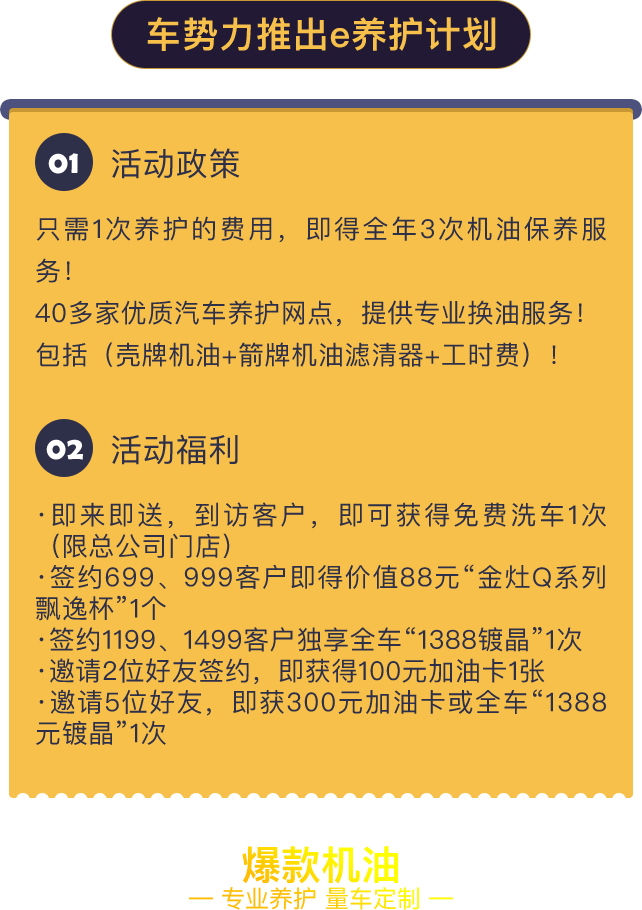 车势力推出e养护计划
01 活动政策
只需1次养护的费用，即得全年3次机油保养服
务！
40多家优质汽车养护网点，提供专业换油服务！
包括（壳牌机油+箭牌机油滤清器+工时费）！
02 活动福利
·即来即送，到访客户，即可获得免费洗车1次
（限总公司门店）
·签约699、999客户即得价值88元“金灶Q系列
飘逸杯”1个
·签约1199、1499客户独享全车“1388镀晶”1次
·邀请2位好友签约，即获得100元加油卡1张
·邀请5位好友，即获300元加油卡或全车“1388
元镀晶”1次
爆款机油
— 专业养护 量车定制 —